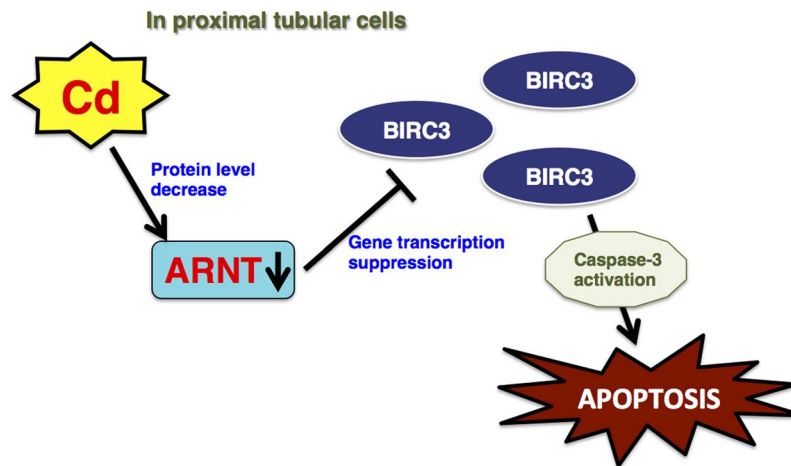 In proximal tubular cells
Cd
BIRC3
BIRC3
BIRC3
Protein level
decrease
ARNT
Gene transcription
suppression
Caspase-3
activation
APOPTOSIS